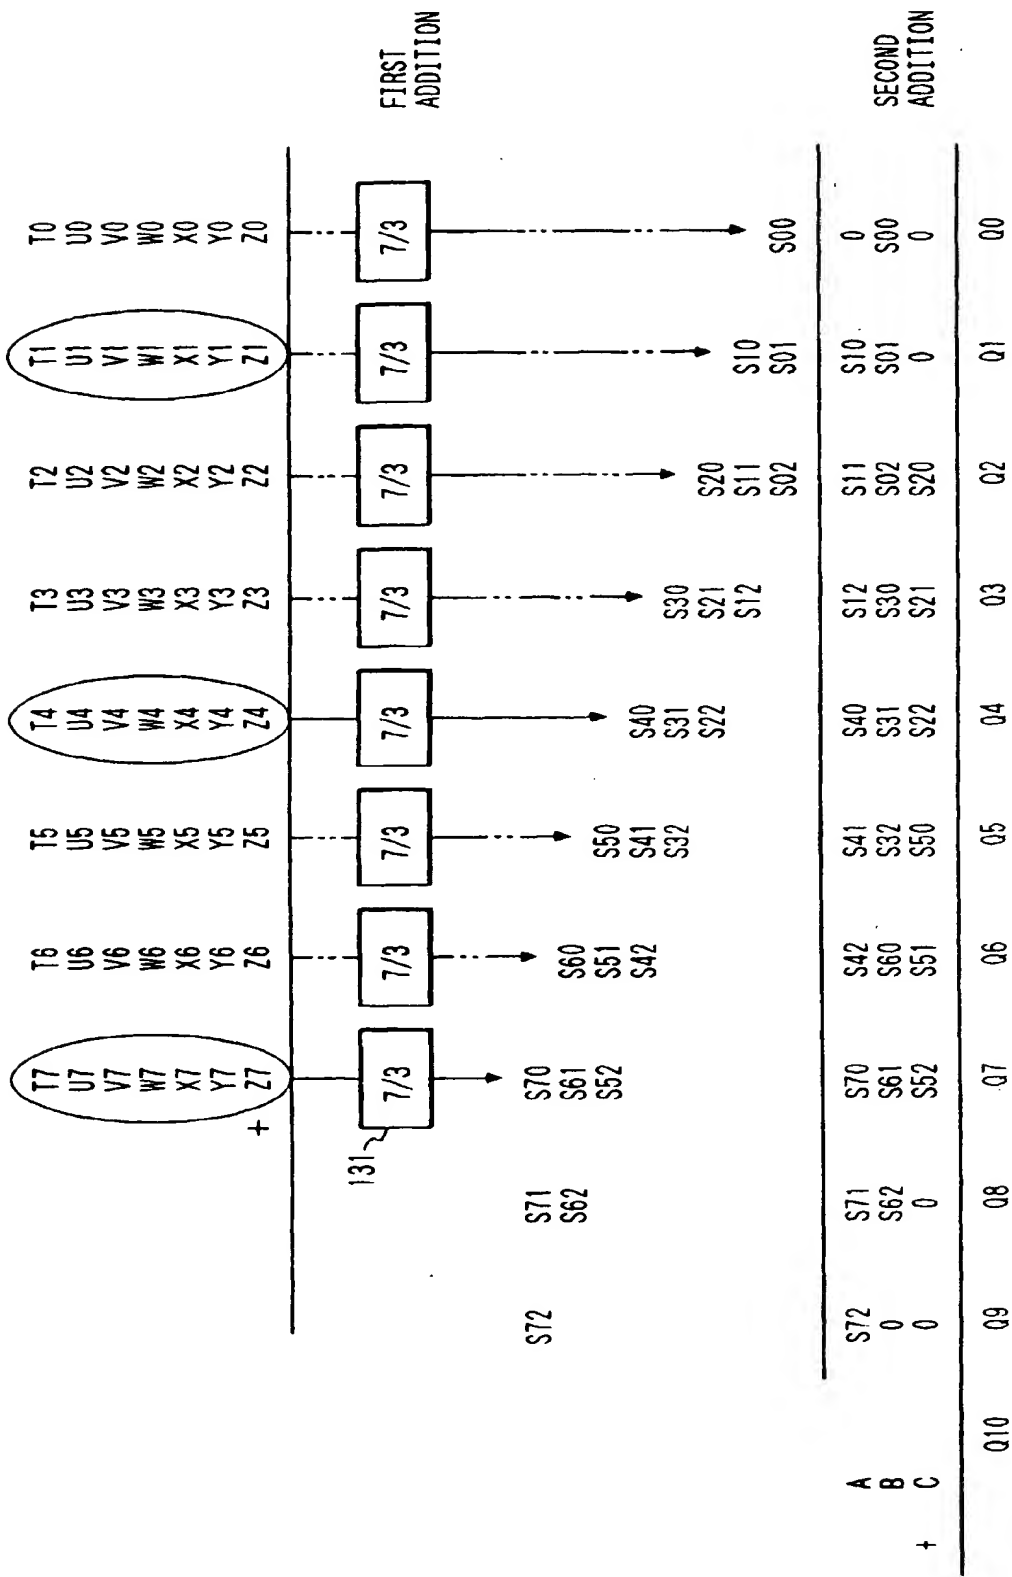 T7 T6 T5 T4 T3 T2 T1 T0
U7 U6 U5 U4 U3 U2 U1 U0
V7 V6 V5 V4 V3 V2 V1 V0
W7 W6 W5 W4 W3 W2 W1 W0
X7 X6 X5 X4 X3 X2 X1 X0
Y7 Y6 Y5 Y4 Y3 Y2 Y1 Y0
+ Z7 Z6 Z5 Z4 Z3 Z2 Z1 Z0
131 7/3 7/3 7/3 7/3 7/3 7/3 7/3 7/3 FIRST
ADDITION
S72 S71 S70
S62 S61 S60
S52 S51 S50
S42 S41 S40
S32 S31 S30
S22 S21 S20
S12 S11 S10
S02 S01 S00
A S72 S71 S70 S42 S41 S40 S12 S11 S10 0
B 0 S62 S61 S60 S32 S31 S30 S02 S01 S00 SECOND
+ C 0 0 S52 S51 S50 S22 S21 S20 0 0 ADDITION
Q10 Q9 Q8 Q7 Q6 Q5 Q4 Q3 Q2 Q1 Q0